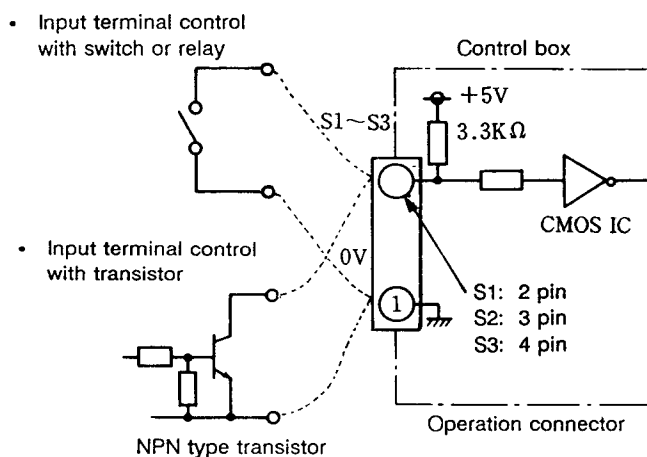 • Input terminal control
with switch or relay
Control box
+5V
S1~S3
3.3KΩ
CMOS IC
• Input terminal control
with transistor
0V
1
S1: 2 pin
S2: 3 pin
S3: 4 pin
Operation connector
NPN type transistor